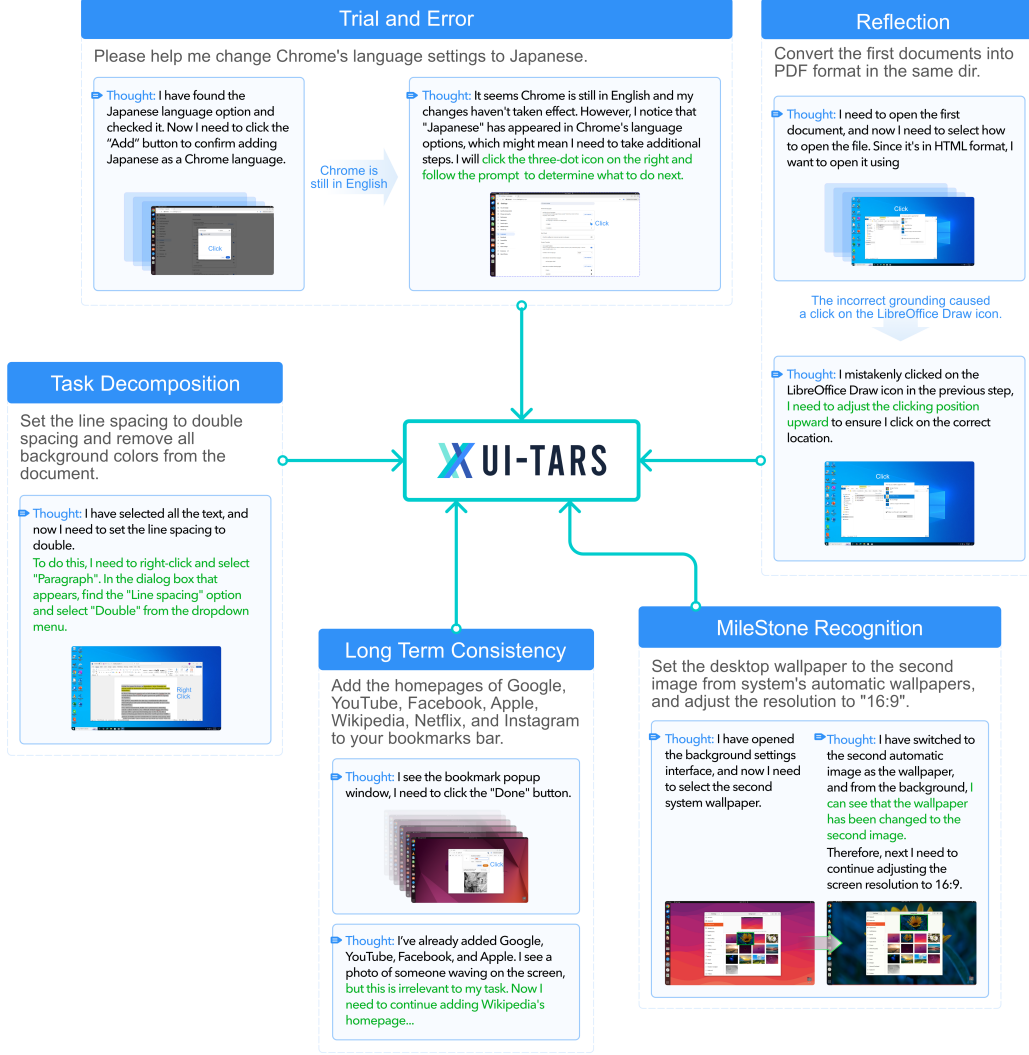 Trial and Error
Please help me change Chrome's language settings to Japanese.
Thought: I have found the
Japanese language option and
checked it. Now I need to click the
“Add” button to confirm adding
Japanese as a Chrome language.
Click
Chrome is
still in English
Thought: It seems Chrome is still in English and my
changes haven't taken effect. However, I notice that
"Japanese" has appeared in Chrome's language
options, which might mean I need to take additional
steps. I will click the three-dot icon on the right and
follow the prompt to determine what to do next.
Click
Reflection
Convert the first documents into
PDF format in the same dir.
Thought: I need to open the first
document, and now I need to select how
to open the file. Since it's in HTML format, I
want to open it using
Click
The incorrect grounding caused
a click on the LibreOffice Draw icon.
Thought: I mistakenly clicked on the
LibreOffice Draw icon in the previous step,
I need to adjust the clicking position
upward to ensure I click on the correct
location.
Click
Task Decomposition
Set the line spacing to double
spacing and remove all
background colors from the
document.
Thought: I have selected all the text, and
now I need to set the line spacing to
double.
To do this, I need to right-click and select
"Paragraph". In the dialog box that
appears, find the "Line spacing" option
and select "Double" from the dropdown
menu.
Right
Click
UI-TARS
Long Term Consistency
Add the homepages of Google,
YouTube, Facebook, Apple,
Wikipedia, Netflix, and Instagram
to your bookmarks bar.
Thought: I see the bookmark popup
window, I need to click the "Done" button.
Click
Thought: I’ve already added Google,
YouTube, Facebook, and Apple. I see a
photo of someone waving on the screen,
but this is irrelevant to my task. Now I
need to continue adding Wikipedia's
homepage...
MileStone Recognition
Set the desktop wallpaper to the second
image from system's automatic wallpapers,
and adjust the resolution to "16:9".
Thought: I have opened
the background settings
interface, and now I need
to select the second
system wallpaper.
Thought: I have switched to
the second automatic
image as the wallpaper,
and from the background, I
can see that the wallpaper
has been changed to the
second image.
Therefore, next I need to
continue adjusting the
screen resolution to 16:9.